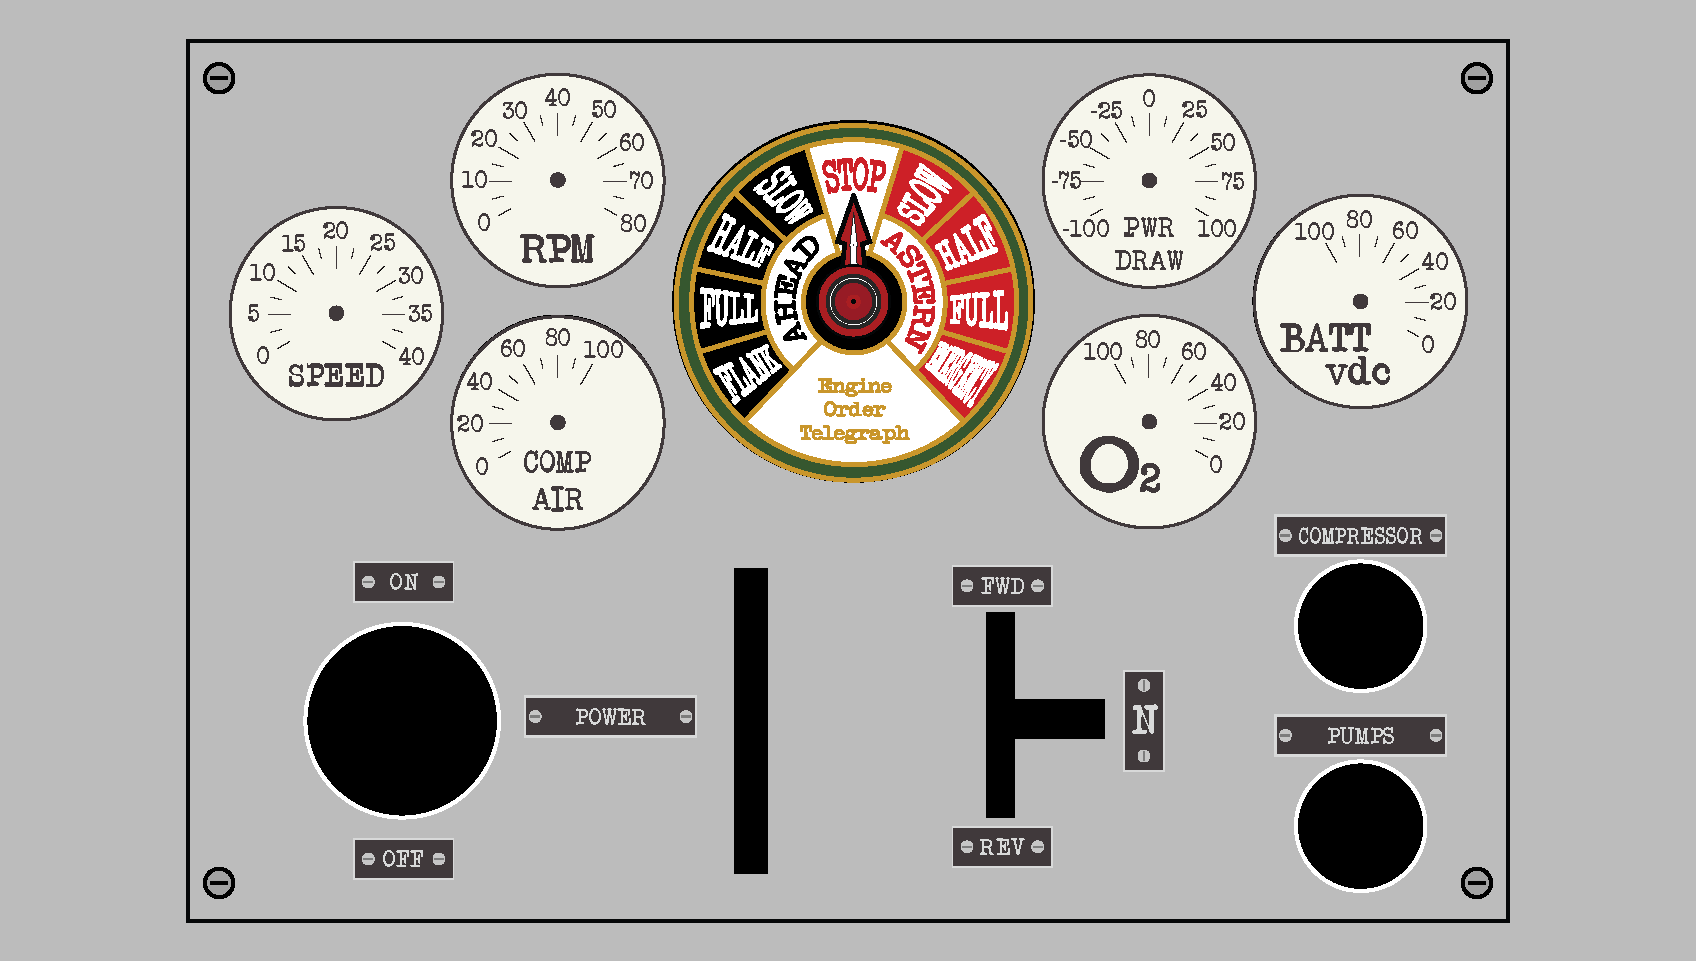 0
5
10
15
20
25
30
35
40
SPEED
0
10
20
30
40
50
60
70
80
RPM
0
20
40
60
80
100
COMP
AIR
FLANK
FULL
HALF
SLOW
STOP
SLOW
HALF
FULL
EMERGENCY
AHEAD
ASTERN
Engine
Order
Telegraph
-100
-75
-50
-25
0
25
50
75
100
PWR
DRAW
100
80
60
40
20
0
O2
100
80
60
40
20
0
BATT
vdc
ON
POWER
OFF
FWD
N
REV
COMPRESSOR
PUMPS